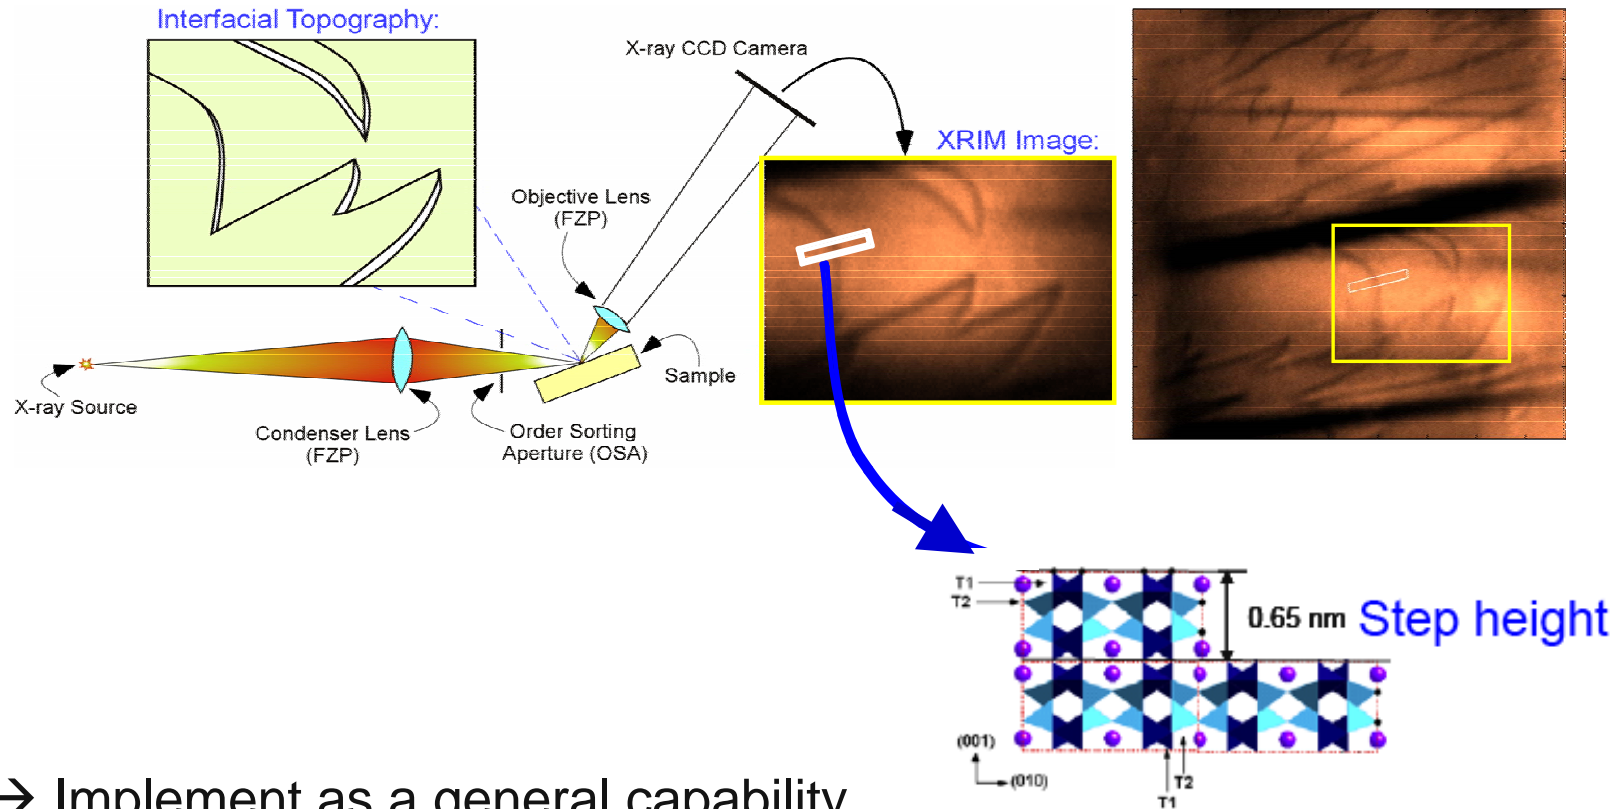 Interfacial Topography:
X-ray CCD Camera
XRIM Image:
Objective Lens
(FZP)
Sample
X-ray Source
Condenser Lens
(FZP)
Order Sorting
Aperture (OSA)
T1
T2
0.65 nm Step height
(001)
(010)
T2
T1
→ Implement as a general capability